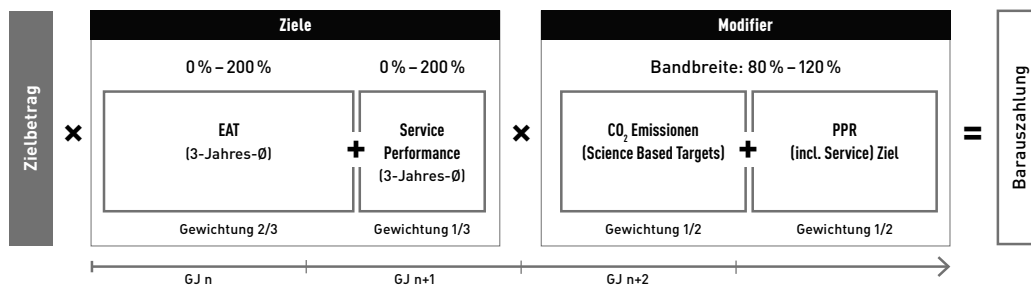 Zielbetrag
×
Ziele
0 % – 200 %
0 % – 200 %
EAT
(3-Jahres-Ø)
+
Service
Performance
(3-Jahres-Ø)
Gewichtung 2/3
Gewichtung 1/3
×
Modifier
Bandbreite: 80 % – 120 %
CO₂ Emissionen
(Science Based Targets)
+
PPR
(incl. Service) Ziel
Gewichtung 1/2
Gewichtung 1/2
=
Barauszahlung
GJ n
GJ n+1
GJ n+2